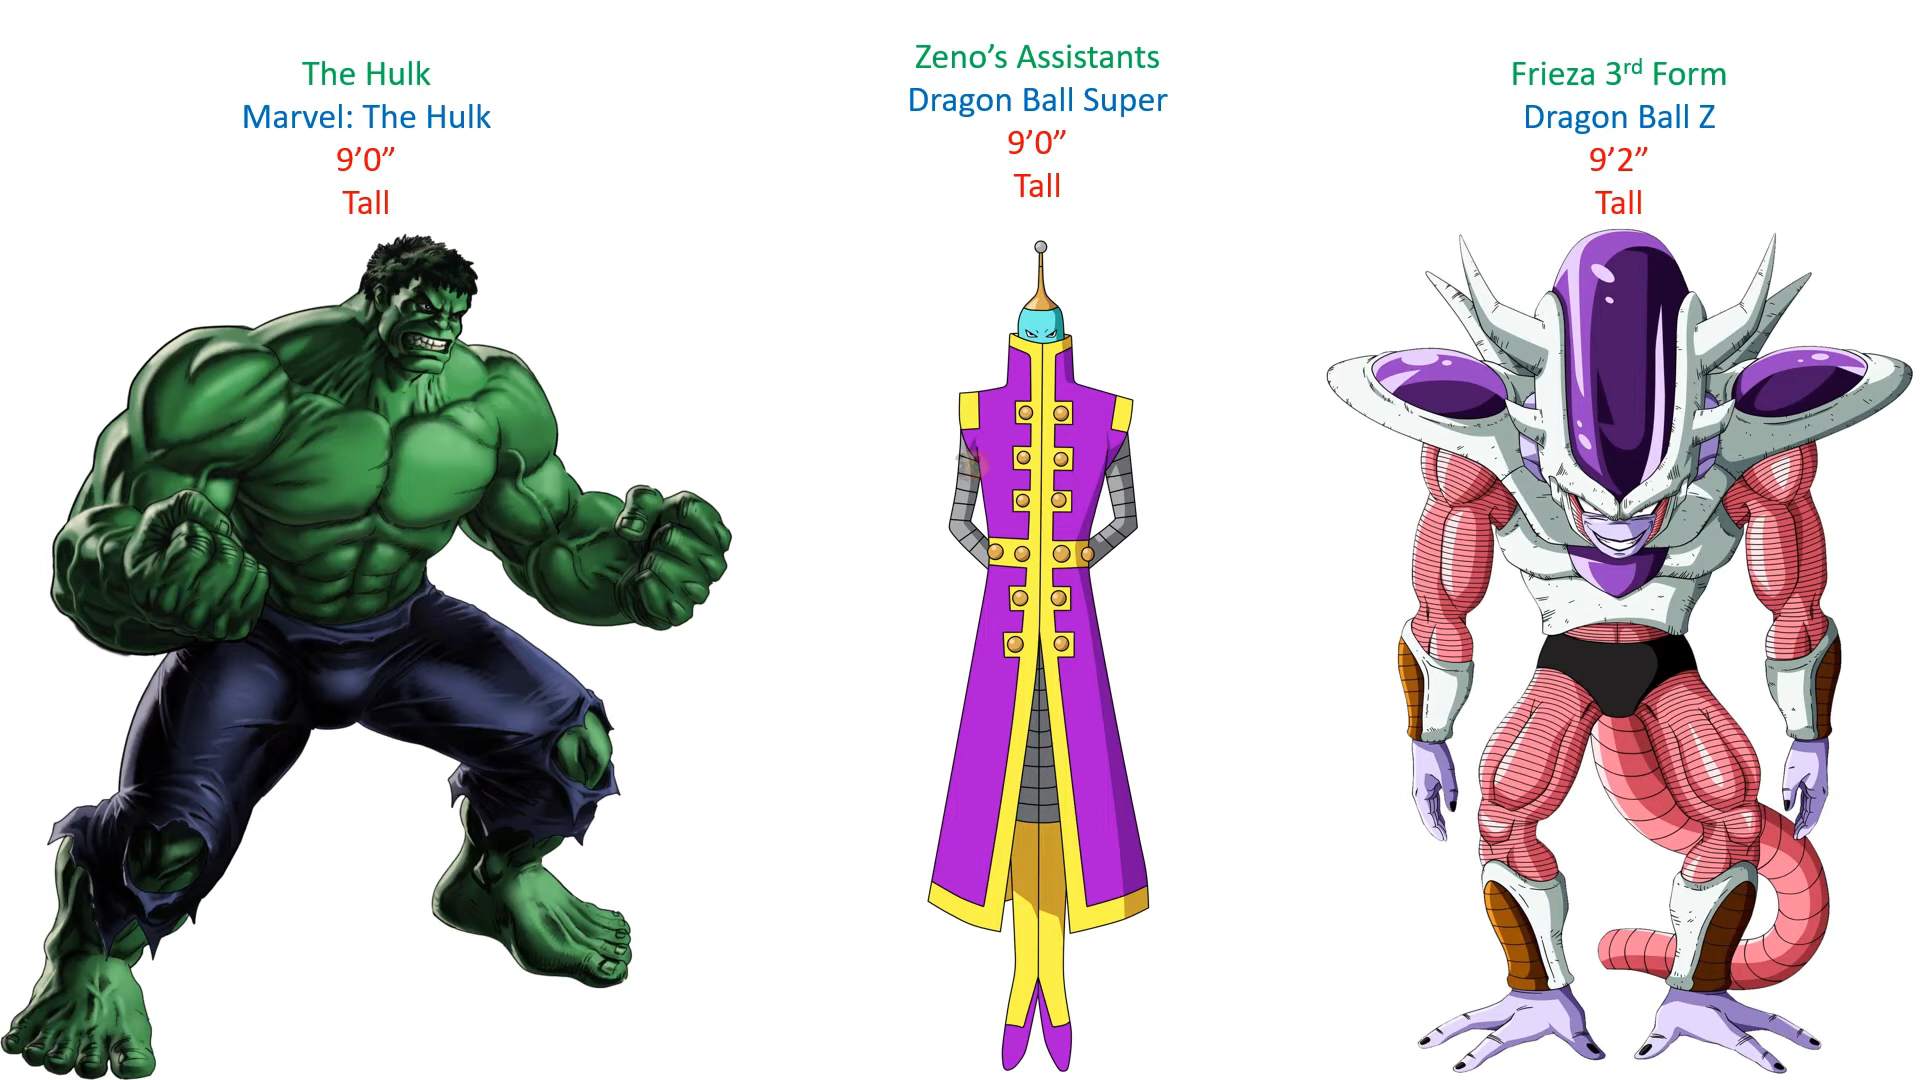 The Hulk
Marvel: The Hulk
9’0”
Tall
Zeno’s Assistants
Dragon Ball Super
9’0”
Tall
Frieza 3rd Form
Dragon Ball Z
9’2”
Tall